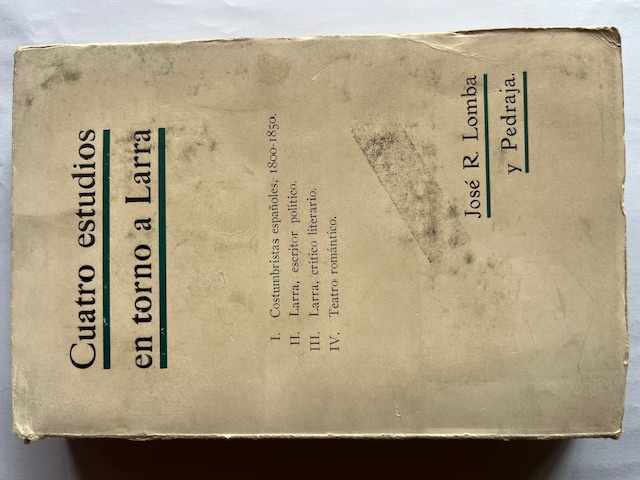 Cuatro estudios
en torno a Larra
I. Costumbristas españoles, 1800-1850.
II. Larra, escritor político.
III. Larra, crítico literario.
IV. Teatro romántico.
José R. Lomba
y Pedraja.